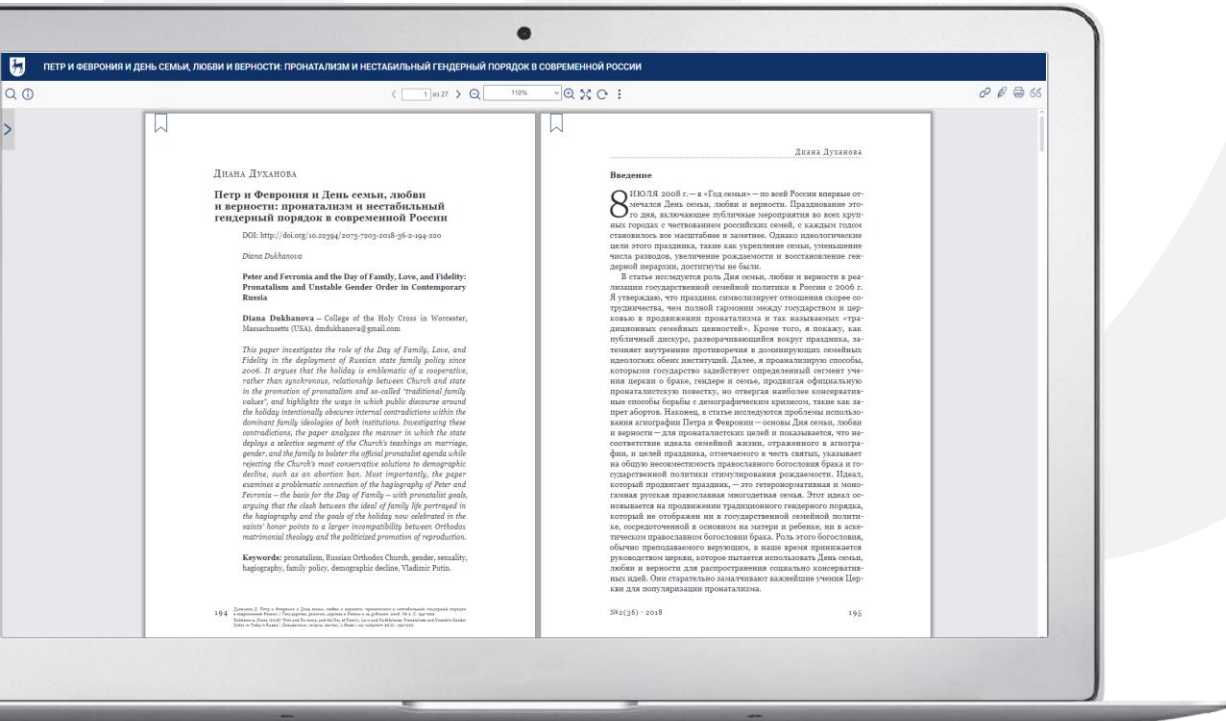 ПЕТР И ФЕВРОНИЯ И ДЕНЬ СЕМЬИ, ЛЮБВИ И ВЕРНОСТИ: ПРОНАТАЛИЗМ И НЕСТАБИЛЬНЫЙ ГЕНДЕРНЫЙ ПОРЯДОК В СОВРЕМЕННОЙ РОССИИ
1 из 27 110%
Диана Духанова
Петр и Феврония и День семьи, любви
и верности: пронатализм и нестабильный
гендерный порядок в современной России
DOI: http://doi.org/10.22394/2073-7203-2018-36-2-194-220
Diana Dukhanova
Peter and Fevronia and the Day of Family, Love, and Fidelity:
Pronatalism and Unstable Gender Order in Contemporary
Russia
Diana Dukhanova — College of the Holy Cross in Worcester,
Massachusetts (USA). dmdukhanova@gmail.com
This paper investigates the role of the Day of Family, Love, and
Fidelity in the deployment of Russian state family policy since
2006. It argues that the holiday is emblematic of a cooperative,
rather than synchronous, relationship between Church and state
in the promotion of pronatalism and so-called "traditional family
values", and highlights the ways in which public discourse around
the holiday intentionally obscures internal contradictions within the
dominant family ideologies of both institutions. Investigating these
contradictions, the paper analyzes the manner in which the state
deploys a selective segment of the Church's teachings on marriage,
gender, and the family to bolster the official pronatalist agenda while
rejecting the Church's most conservative solutions to demographic
decline, such as an abortion ban. Most importantly, the paper
examines a problematic connection of the hagiography of Peter and
Fevronia — the basis for the Day of Family — with pronatalist goals,
arguing that the clash between the ideal of family life portrayed in
the hagiography and the goals of the holiday now celebrated in the
saints' honor points to a larger incompatibility between Orthodox
matrimonial theology and the politicized promotion of reproduction.
Keywords: pronatalism, Russian Orthodox Church, gender, sexuality,
hagiography, family policy, demographic decline, Vladimir Putin.
194
Диана Духанова
Введение
8 ИЮЛЯ 2008 г. — в «Год семьи» — по всей России впервые от-
мечался День семьи, любви и верности. Празднование это-
го дня, включающее публичные мероприятия во всех круп-
ных городах с чествованием российских семей, с каждым годом
становилось все масштабнее и заметнее. Однако идеологические
цели этого праздника, такие как укрепление семьи, уменьшение
числа разводов, увеличение рождаемости и восстановление ген-
дерной иерархии, достигнуты не были.
В статье исследуется роль Дня семьи, любви и верности в реа-
лизации государственной семейной политики в России с 2006 г.
Я утверждаю, что праздник символизирует отношения скорее со-
трудничества, чем полной гармонии между государством и цер-
ковью в продвижении пронатализма и так называемых «тра-
диционных семейных ценностей». Кроме того, я покажу, как
публичный дискурс, разворачивающийся вокруг праздника, за-
темняет внутренние противоречия в доминирующих семейных
идеологиях обеих институций. Далее, я проанализирую способы,
которыми государство задействует определенный сегмент уче-
ния церкви о браке, гендере и семье, продвигая официальную
пронаталистскую повестку, но отвергая наиболее консерватив-
ные способы борьбы с демографическим кризисом, такие как за-
прет абортов. Наконец, в статье исследуются проблемы использо-
вания агиографии Петра и Февронии — основы Дня семьи, любви
и верности — для пронаталистских целей и показывается, что не-
соответствие идеала семейной жизни, отраженного в агиогра-
фии, и целей праздника, отмечаемого в честь святых, указывает
на общую несовместимость православного богословия брака и го-
сударственной политики стимулирования рождаемости. Идеал,
который продвигает праздник, — это гетеронормативная и моно-
гамная русская православная многодетная семья. Этот идеал ос-
новывается на продвижении традиционного гендерного порядка,
который не отображен ни в государственной семейной полити-
ке, сосредоточенной в основном на матери и ребенке, ни в аске-
тическом православном богословии брака. Роль этого богословия,
обычно преподаваемого верующим, в наше время принижается
руководством церкви, которое пытается использовать День семьи,
любви и верности для распространения социально консерватив-
ных идей. Они старательно замалчивают важнейшие учения Цер-
кви для популяризации пронатализма.
№2(36) · 2018 195